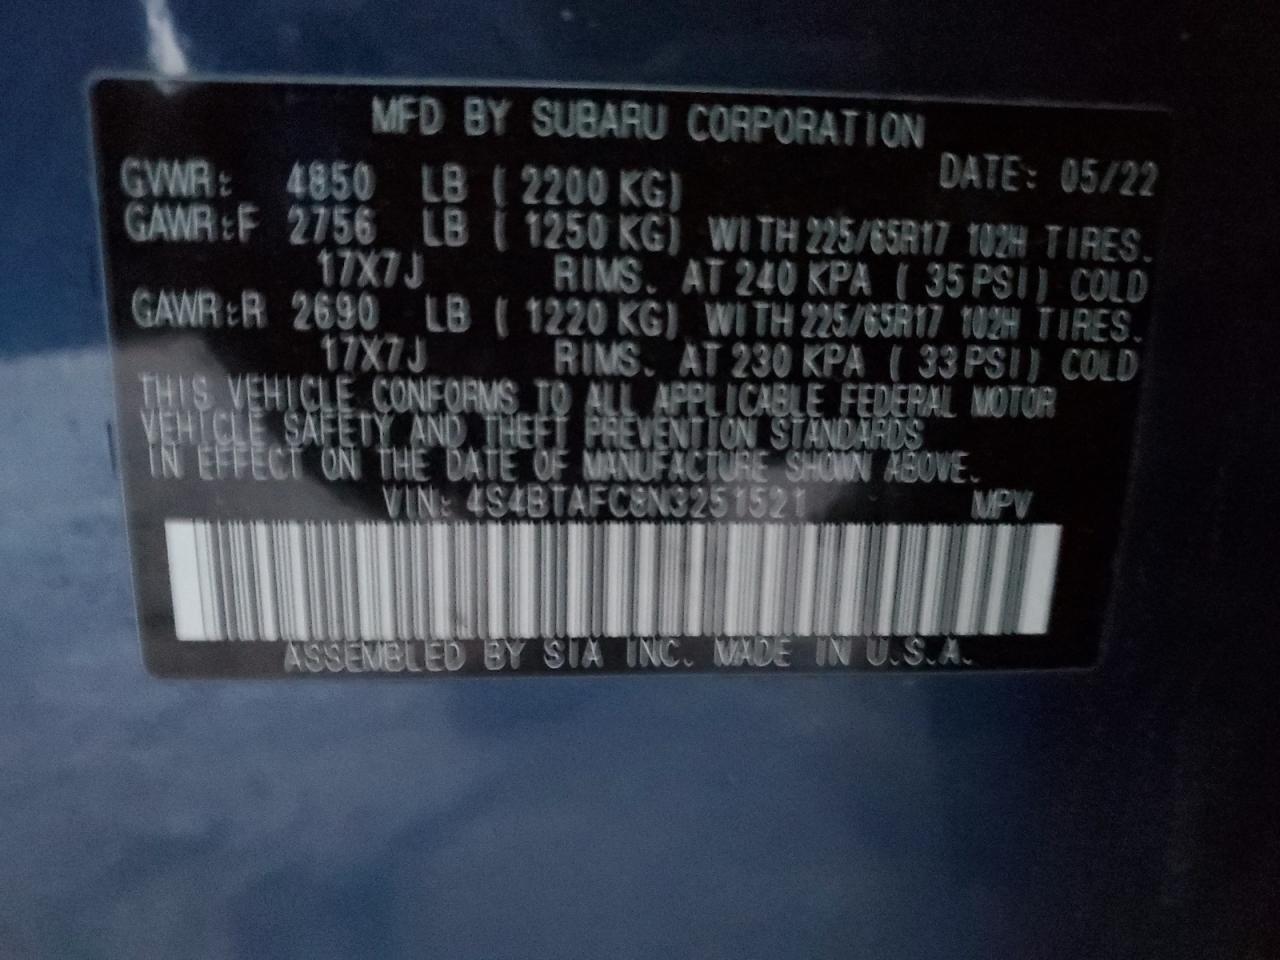 MFD BY SUBARU CORPORATION
DATE: 05/22
GVWR: 4850 LB ( 2200 KG)
GAWR:F 2756 LB ( 1250 KG) WITH 225/65R17 102H TIRES.
17X7J RIMS. AT 240 KPA ( 35 PSI) COLD
GAWR:R 2690 LB ( 1220 KG) WITH 225/65R17 102H TIRES.
17X7J RIMS. AT 230 KPA ( 33 PSI) COLD
THIS VEHICLE CONFORMS TO ALL APPLICABLE FEDERAL MOTOR
VEHICLE SAFETY AND THEFT PREVENTION STANDARDS
IN EFFECT ON THE DATE OF MANUFACTURE SHOWN ABOVE.
VIN: 4S4BTAFC8N3251521 MPV
ASSEMBLED BY SIA INC. MADE IN U.S.A.